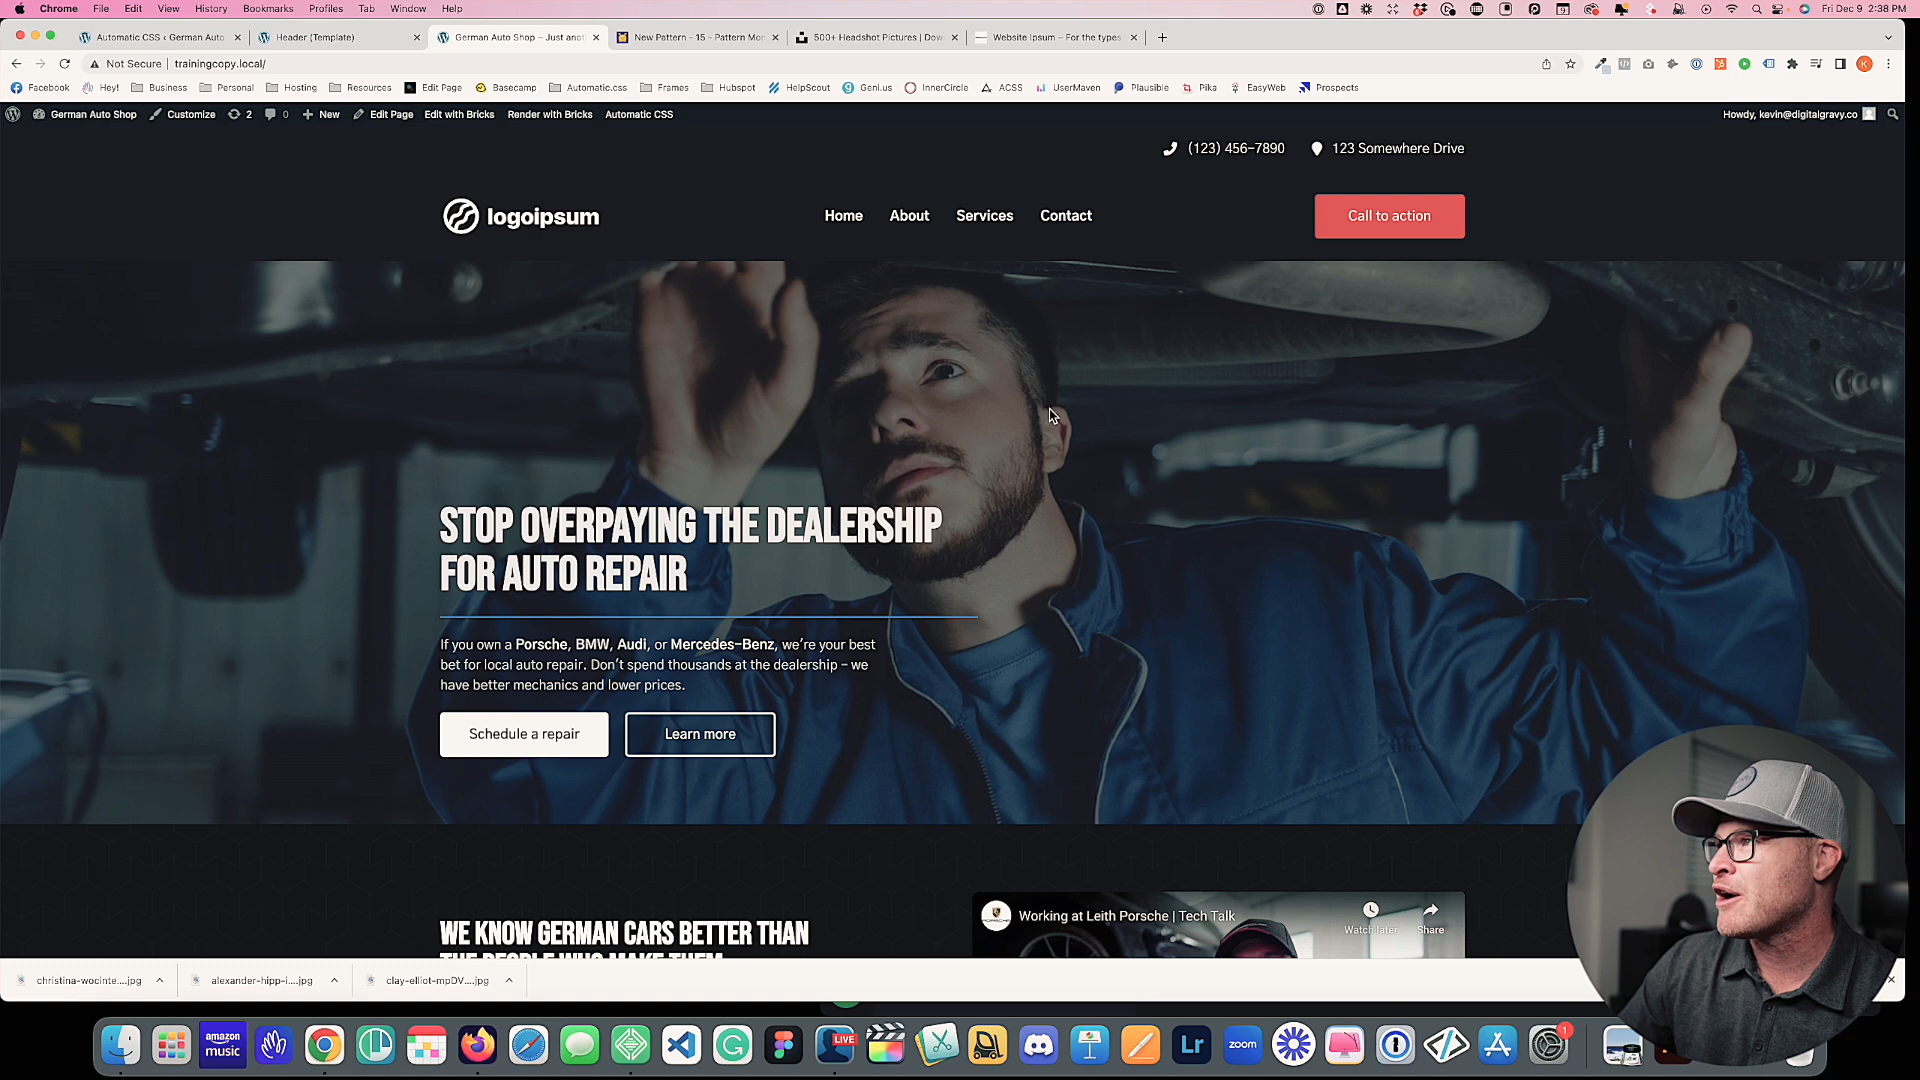 Chrome File Edit View History Bookmarks Profiles Tab Window Help
Fri Dec 9 2:38 PM
Automatic CSS ‹ German Auto
Header (Template)
German Auto Shop – Just anot
New Pattern - 15 - Pattern Mon
500+ Headshot Pictures | Dow
Website Ipsum – For the types
Not Secure trainingcopy.local/
K
Facebook Hey! Business Personal Hosting Resources Edit Page Basecamp Automatic.css Frames Hubspot HelpScout Geni.us InnerCircle ACSS UserMaven Plausible Pika EasyWeb Prospects
German Auto Shop Customize 2 0 New Edit Page Edit with Bricks Render with Bricks Automatic CSS
Howdy, kevin@digitalgravy.co
(123) 456-7890 123 Somewhere Drive
logoipsum
Home About Services Contact
Call to action
STOP OVERPAYING THE DEALERSHIP
FOR AUTO REPAIR
If you own a Porsche, BMW, Audi, or Mercedes-Benz, we're your best
bet for local auto repair. Don't spend thousands at the dealership – we
have better mechanics and lower prices.
Schedule a repair
Learn more
WE KNOW GERMAN CARS BETTER THAN
THE PEOPLE WHO MAKE THEM
Working at Leith Porsche | Tech Talk
Watch later
Share
christina-wocinte....jpg
alexander-hipp-i....jpg
clay-elliot-mpDV....jpg
amazon
music
LIVE
Lr
zoom
1